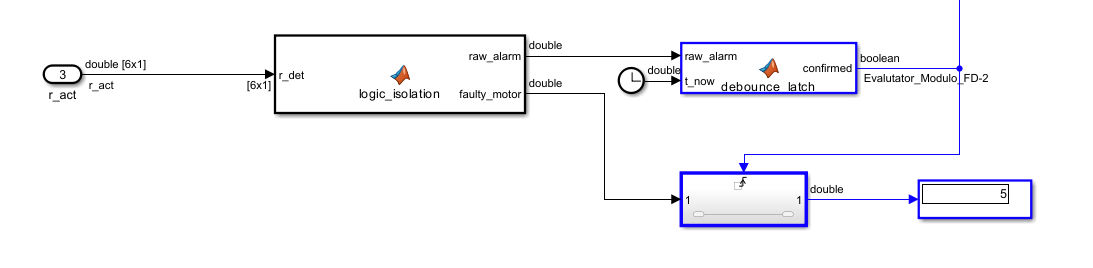 3
r_act
double [6x1]
r_act
[6x1]
r_det
logic_isolation
raw_alarm
faulty_motor
double
double
double
raw_alarm
t_now
debounce_latch
confirmed
boolean
Evalutator_Modulo_FD-2
1
1
double
5